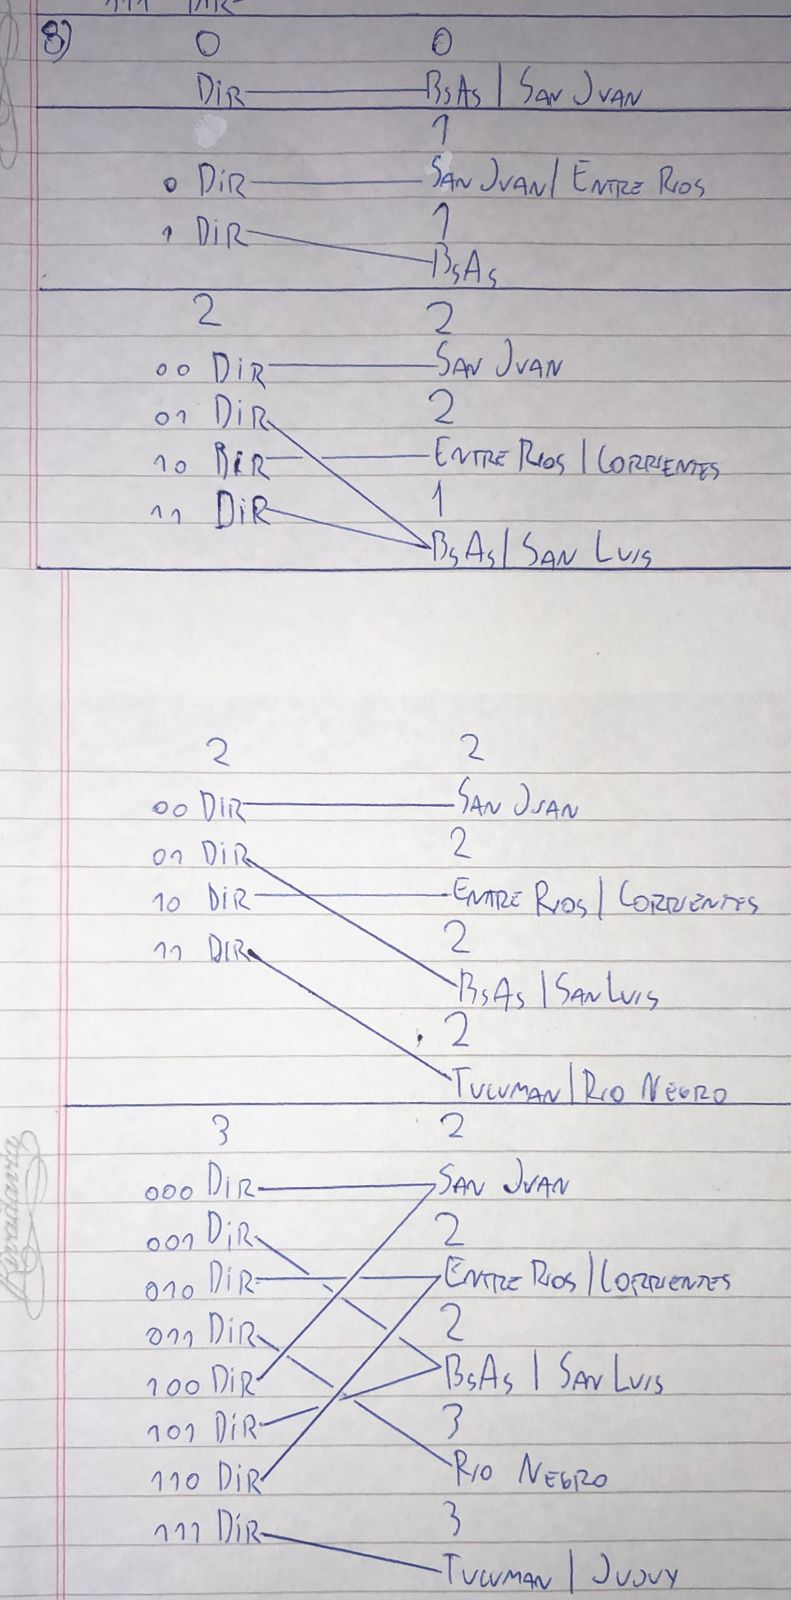 111 DIR
8) 0 0
DIR BsAs | SAN JUAN
1
0 DIR SAN JUAN | ENTRE RIOS
1
1 DIR BsAs
2 2
00 DIR SAN JUAN
01 DIR 2
10 DIR ENTRE RIOS | CORRIENTES
1
11 DIR
BsAs | SAN LUIS
2 2
00 DIR SAN JUAN
01 DIR 2
10 DIR ENTRE RIOS | CORRIENTES
11 DIR 2
BsAs | SAN LUIS
2
TUCUMAN | RIO NEGRO
3 2
000 DIR SAN JUAN
001 DIR 2
010 DIR ENTRE RIOS | CORRIENTES
011 DIR 2
100 DIR BsAs | SAN LUIS
101 DIR 3
110 DIR RIO NEGRO
111 DIR 3
TUCUMAN | JUJUY
Rivadavia